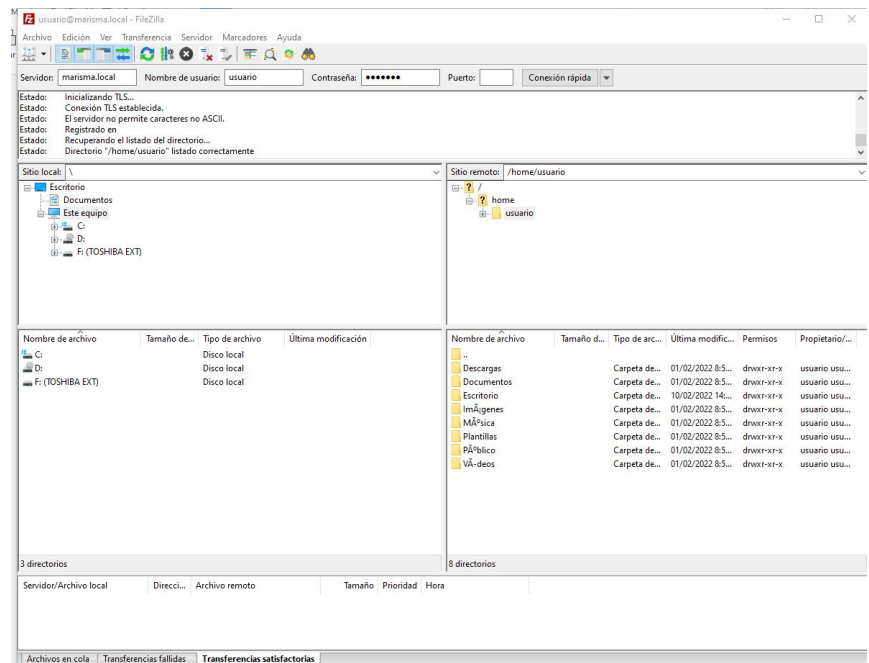 usuario@marisma.local - FileZilla
Archivo Edición Ver Transferencia Servidor Marcadores Ayuda
Servidor: marisma.local Nombre de usuario: usuario Contraseña: ●●●●●●● Puerto: Conexión rápida
Estado: Inicializando TLS...
Estado: Conexión TLS establecida.
Estado: El servidor no permite caracteres no ASCII.
Estado: Registrado en
Estado: Recuperando el listado del directorio...
Estado: Directorio "/home/usuario" listado correctamente
Sitio local: \
Escritorio
Documentos
Este equipo
C:
D:
F: (TOSHIBA EXT)
Sitio remoto: /home/usuario
/
home
usuario
Nombre de archivo Tamaño de... Tipo de archivo Última modificación
C: Disco local
D: Disco local
F: (TOSHIBA EXT) Disco local
3 directorios
Nombre de archivo Tamaño d... Tipo de arc... Última modific... Permisos Propietario/...
..
Descargas Carpeta de... 01/02/2022 8:5... drwxr-xr-x usuario usu...
Documentos Carpeta de... 01/02/2022 8:5... drwxr-xr-x usuario usu...
Escritorio Carpeta de... 10/02/2022 14:... drwxr-xr-x usuario usu...
ImÃ¡genes Carpeta de... 01/02/2022 8:5... drwxr-xr-x usuario usu...
MÃºsica Carpeta de... 01/02/2022 8:5... drwxr-xr-x usuario usu...
Plantillas Carpeta de... 01/02/2022 8:5... drwxr-xr-x usuario usu...
PÃºblico Carpeta de... 01/02/2022 8:5... drwxr-xr-x usuario usu...
VÃ-deos Carpeta de... 01/02/2022 8:5... drwxr-xr-x usuario usu...
8 directorios
Servidor/Archivo local Direcci... Archivo remoto Tamaño Prioridad Hora
Archivos en cola Transferencias fallidas Transferencias satisfactorias